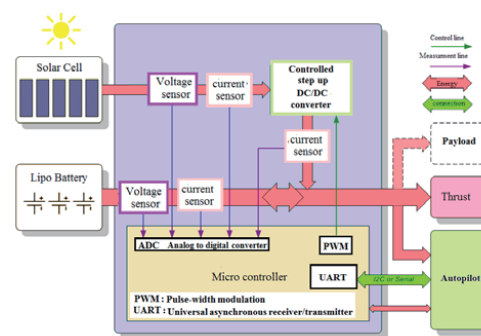 Solar Cell
Voltage
sensor
current
sensor
Controlled
step up
DC/DC
converter
Control line
Measurment line
Energy
connection
current
sensor
Payload
Lipo Battery
Voltage
sensor
current
sensor
Thrust
ADC Analog to digital converter
PWM
Micro controller
UART
I2C or Serial
Autopilot
PWM : Pulse-width modulation
UART : Universal asynchronous receiver/transmitter